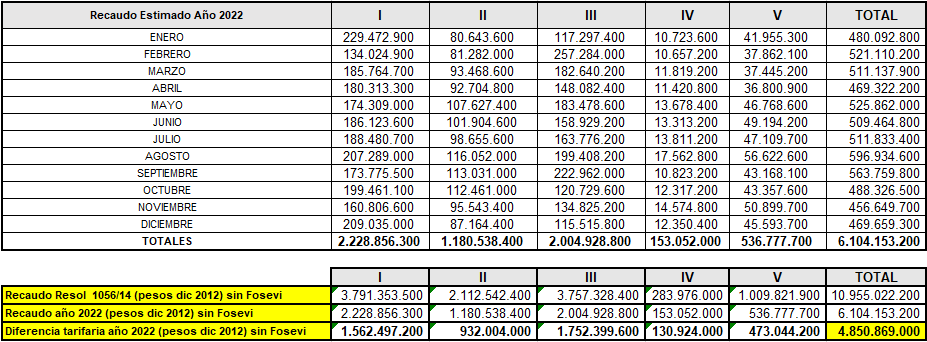 Recaudo Estimado Año 2022 I II III IV V TOTAL
ENERO 229.472.900 80.643.600 117.297.400 10.723.600 41.955.300 480.092.800
FEBRERO 134.024.900 81.282.000 257.284.000 10.657.200 37.862.100 521.110.200
MARZO 185.764.700 93.468.600 182.640.200 11.819.200 37.445.200 511.137.900
ABRIL 180.313.300 92.704.800 148.082.400 11.420.800 36.800.900 469.322.200
MAYO 174.309.000 107.627.400 183.478.600 13.678.400 46.768.600 525.862.000
JUNIO 186.123.600 101.904.600 158.929.200 13.313.200 49.194.200 509.464.800
JULIO 188.480.700 98.655.600 163.776.200 13.811.200 47.109.700 511.833.400
AGOSTO 207.289.000 116.052.000 199.408.200 17.562.800 56.622.600 596.934.600
SEPTIEMBRE 173.775.500 113.031.000 222.962.000 10.823.200 43.168.100 563.759.800
OCTUBRE 199.461.100 112.461.000 120.729.600 12.317.200 43.357.600 488.326.500
NOVIEMBRE 160.806.600 95.543.400 134.825.200 14.574.800 50.899.700 456.649.700
DICIEMBRE 209.035.000 87.164.400 115.515.800 12.350.400 45.593.700 469.659.300
TOTALES 2.228.856.300 1.180.538.400 2.004.928.800 153.052.000 536.777.700 6.104.153.200
I II III IV V TOTAL
Recaudo Resol 1056/14 (pesos dic 2012) sin Fosevi 3.791.353.500 2.112.542.400 3.757.328.400 283.976.000 1.009.821.900 10.955.022.200
Recaudo año 2022 (pesos dic 2012) sin Fosevi 2.228.856.300 1.180.538.400 2.004.928.800 153.052.000 536.777.700 6.104.153.200
Diferencia tarifaria año 2022 (pesos dic 2012) sin Fosevi 1.562.497.200 932.004.000 1.752.399.600 130.924.000 473.044.200 4.850.869.000